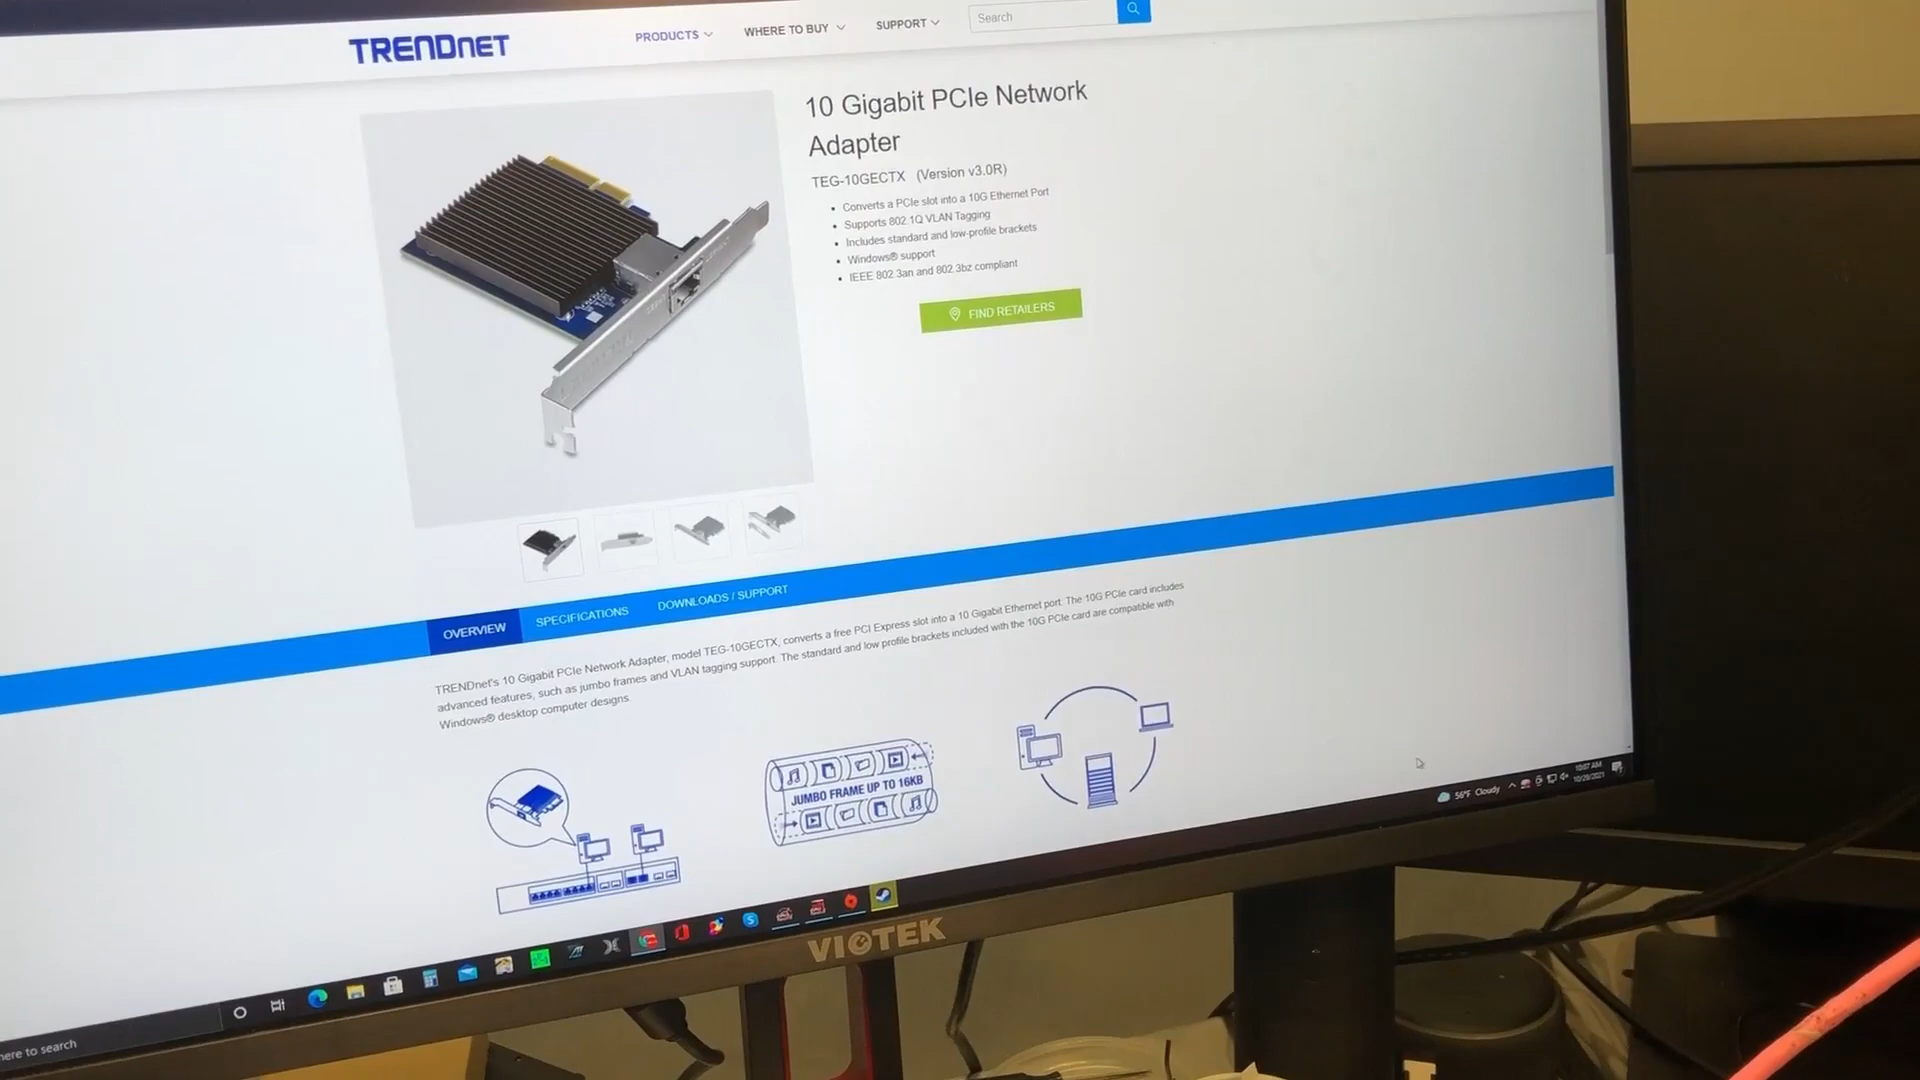 TRENDnet
PRODUCTS
WHERE TO BUY
SUPPORT
Search
10 Gigabit PCIe Network
Adapter
TEG-10GECTX (Version v3.0R)
Converts a PCIe slot into a 10G Ethernet Port
Supports 802.1Q VLAN Tagging
Includes standard and low-profile brackets
Windows® support
IEEE 802.3an and 802.3bz compliant
FIND RETAILERS
OVERVIEW
SPECIFICATIONS
DOWNLOADS / SUPPORT
TRENDnet's 10 Gigabit PCIe Network Adapter, model TEG-10GECTX, converts a free PCI Express slot into a 10 Gigabit Ethernet port. The 10G PCIe card includes
advanced features, such as jumbo frames and VLAN tagging support. The standard and low profile brackets included with the 10G PCIe card are compatible with
Windows® desktop computer designs.
JUMBO FRAME UP TO 16KB
56°F Cloudy
10:07 AM
10/29/2021
here to search
VIOTEK